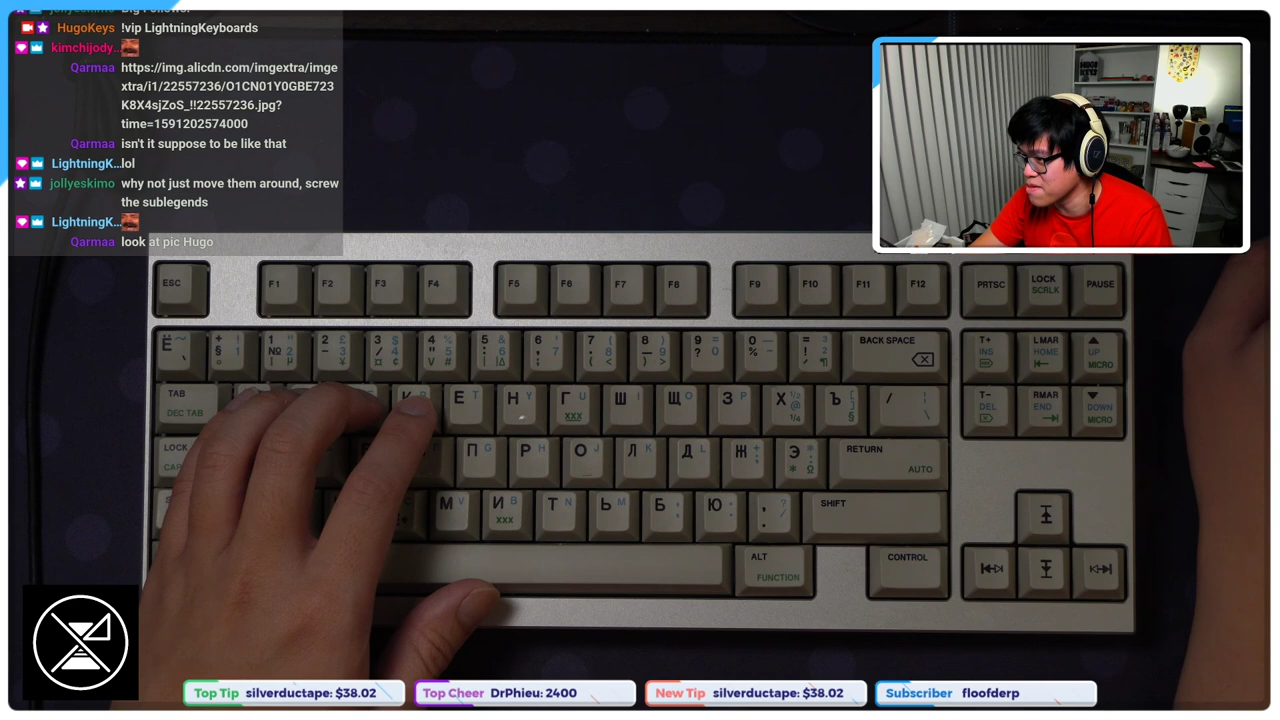 HugoKeys !vip LightningKeyboards
kimchijody...
Qarmaa https://img.alicdn.com/imgextra/imge
xtra/i1/22557236/O1CN01Y0GBE723
K8X4sjZoS_!!22557236.jpg?
time=1591202574000
Qarmaa isn't it suppose to be like that
LightningK... lol
jollyeskimo why not just move them around, screw
the sublegends
LightningK...
Qarmaa look at pic Hugo
ESC F1 F2 F3 F4 F5 F6 F7 F8 F9 F10 F11 F12 PRTSC LOCK SCRLK PAUSE
BACK SPACE T+ INS L MAR HOME UP MICRO
TAB DEC TAB К Е T Н Y Г U XXX Ш I Щ O З P Х Ъ T- DEL RMAR END DOWN MICRO
LOCK П G Р H О J Л K Д L Ж Э RETURN AUTO
М V И B XXX Т N Ь M Б Ю SHIFT
ALT FUNCTION CONTROL
Top Tip silverductape: $38.02 Top Cheer DrPhieu: 2400 New Tip silverductape: $38.02 Subscriber floofderp